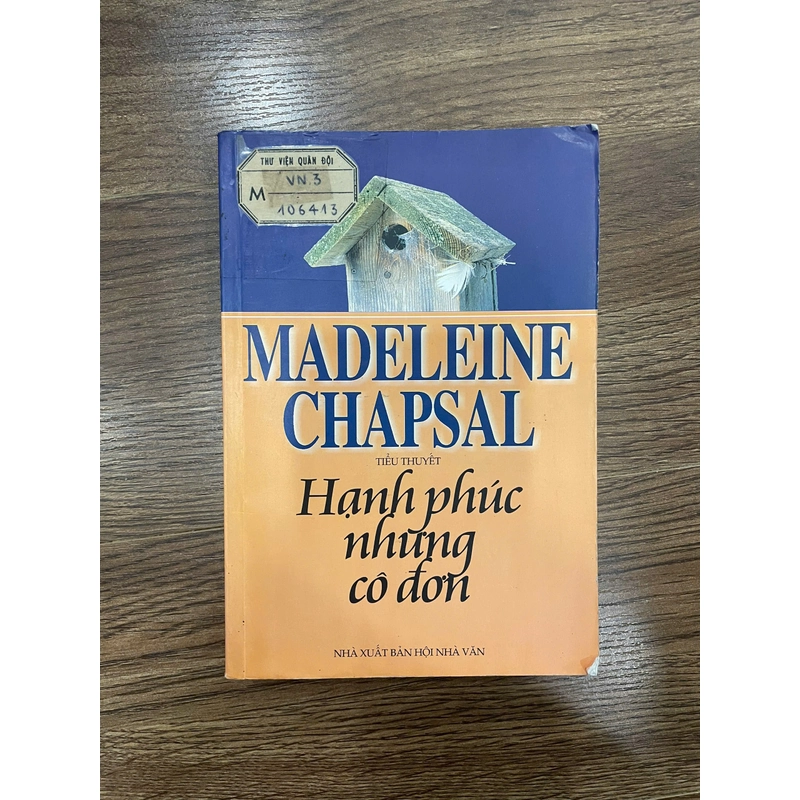 THƯ VIỆN QUÂN ĐỘI
M
VN.3
106413
MADELEINE
CHAPSAL
TIỂU THUYẾT
Hạnh phúc
nhưng
cô đơn
NHÀ XUẤT BẢN HỘI NHÀ VĂN